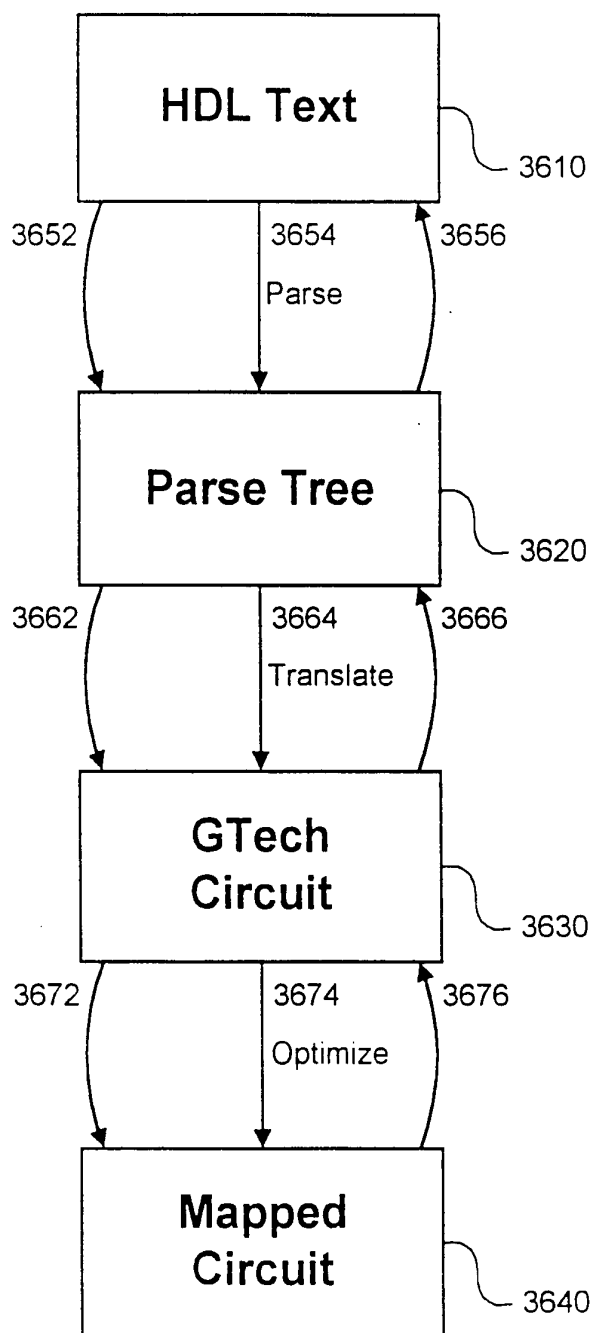 HDL Text
3610
3652
3654
3656
Parse
Parse Tree
3620
3662
3664
3666
Translate
GTech
Circuit
3630
3672
3674
3676
Optimize
Mapped
Circuit
3640